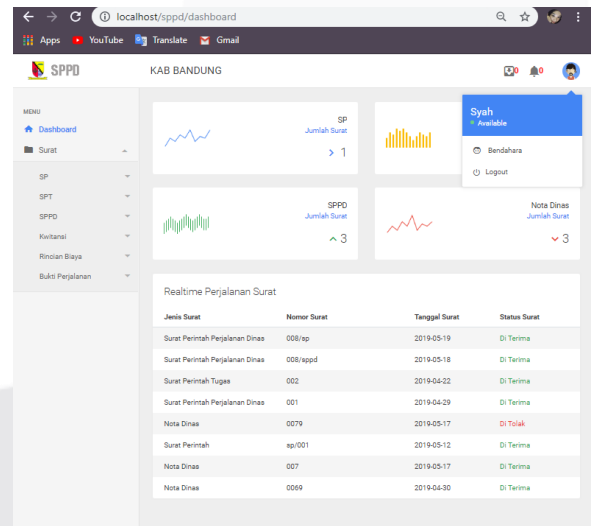 localhost/sppd/dashboard
Apps YouTube Translate Gmail
SPPD KAB BANDUNG 0 0
MENU
Dashboard
Surat
SP
SPT
SPPD
Kwitansi
Rincian Biaya
Bukti Perjalanan
SP
Jumlah Surat
1
Syah
Available
Bendahara
Logout
SPPD
Jumlah Surat
3
Nota Dinas
Jumlah Surat
3
Realtime Perjalanan Surat
Jenis Surat Nomor Surat Tanggal Surat Status Surat
Surat Perintah Perjalanan Dinas 008/sp 2019-05-19 Di Terima
Surat Perintah Perjalanan Dinas 008/sppd 2019-05-18 Di Terima
Surat Perintah Tugas 002 2019-04-22 Di Terima
Surat Perintah Perjalanan Dinas 001 2019-04-29 Di Terima
Nota Dinas 0079 2019-05-17 Di Tolak
Surat Perintah sp/001 2019-05-12 Di Terima
Nota Dinas 007 2019-05-17 Di Terima
Nota Dinas 0069 2019-04-30 Di Terima